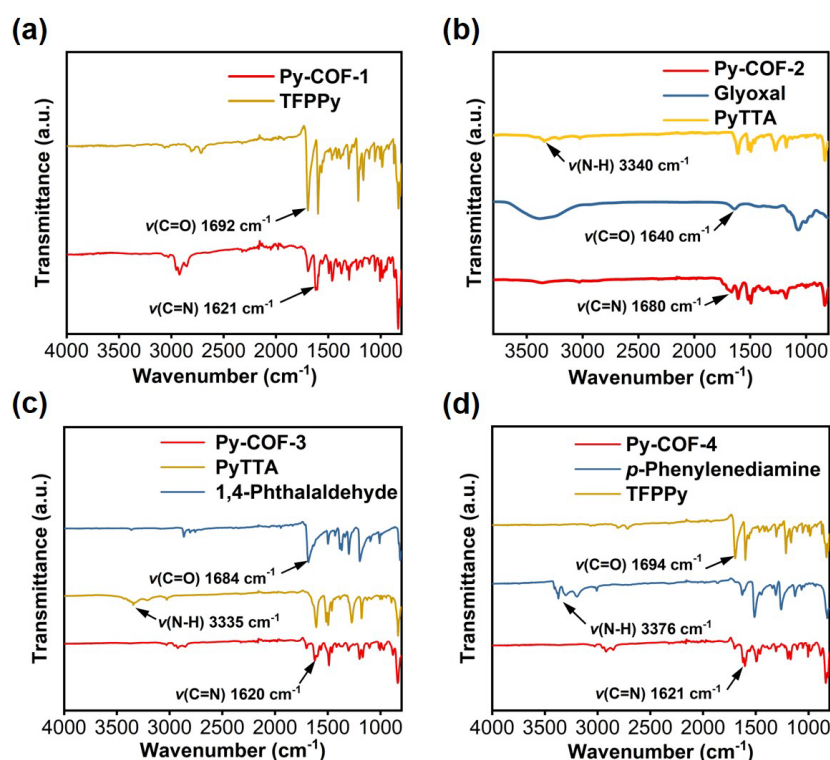 (a)
Py-COF-1
TFPPy
ν(C=O) 1692 cm⁻¹
ν(C=N) 1621 cm⁻¹
Transmittance (a.u.)
4000 3500 3000 2500 2000 1500 1000
Wavenumber (cm⁻¹)
(b)
Py-COF-2
Glyoxal
PyTTA
ν(N-H) 3340 cm⁻¹
ν(C=O) 1640 cm⁻¹
ν(C=N) 1680 cm⁻¹
Transmittance (a.u.)
3500 3000 2500 2000 1500 1000
Wavenumber (cm⁻¹)
(c)
Py-COF-3
PyTTA
1,4-Phthalaldehyde
ν(C=O) 1684 cm⁻¹
ν(N-H) 3335 cm⁻¹
ν(C=N) 1620 cm⁻¹
Transmittance (a.u.)
4000 3500 3000 2500 2000 1500 1000
Wavenumber (cm⁻¹)
(d)
Py-COF-4
p-Phenylenediamine
TFPPy
ν(C=O) 1694 cm⁻¹
ν(N-H) 3376 cm⁻¹
ν(C=N) 1621 cm⁻¹
Transmittance (a.u.)
4000 3500 3000 2500 2000 1500 1000
Wavenumber (cm⁻¹)